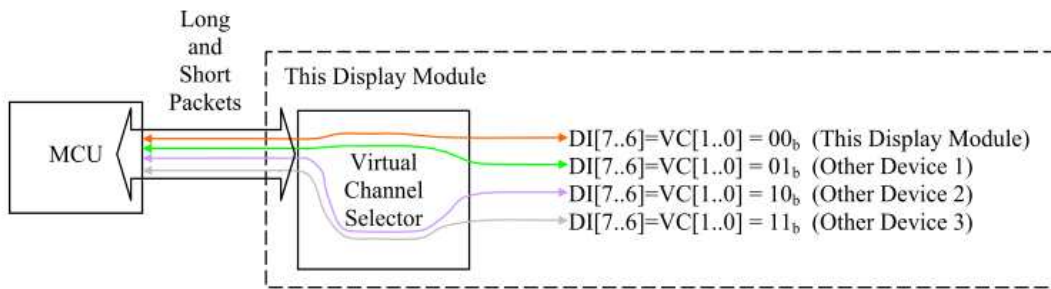 Long
and
Short
Packets
This Display Module
MCU
Virtual
Channel
Selector
DI[7..6]=VC[1..0] = 00b (This Display Module)
DI[7..6]=VC[1..0] = 01b (Other Device 1)
DI[7..6]=VC[1..0] = 10b (Other Device 2)
DI[7..6]=VC[1..0] = 11b (Other Device 3)